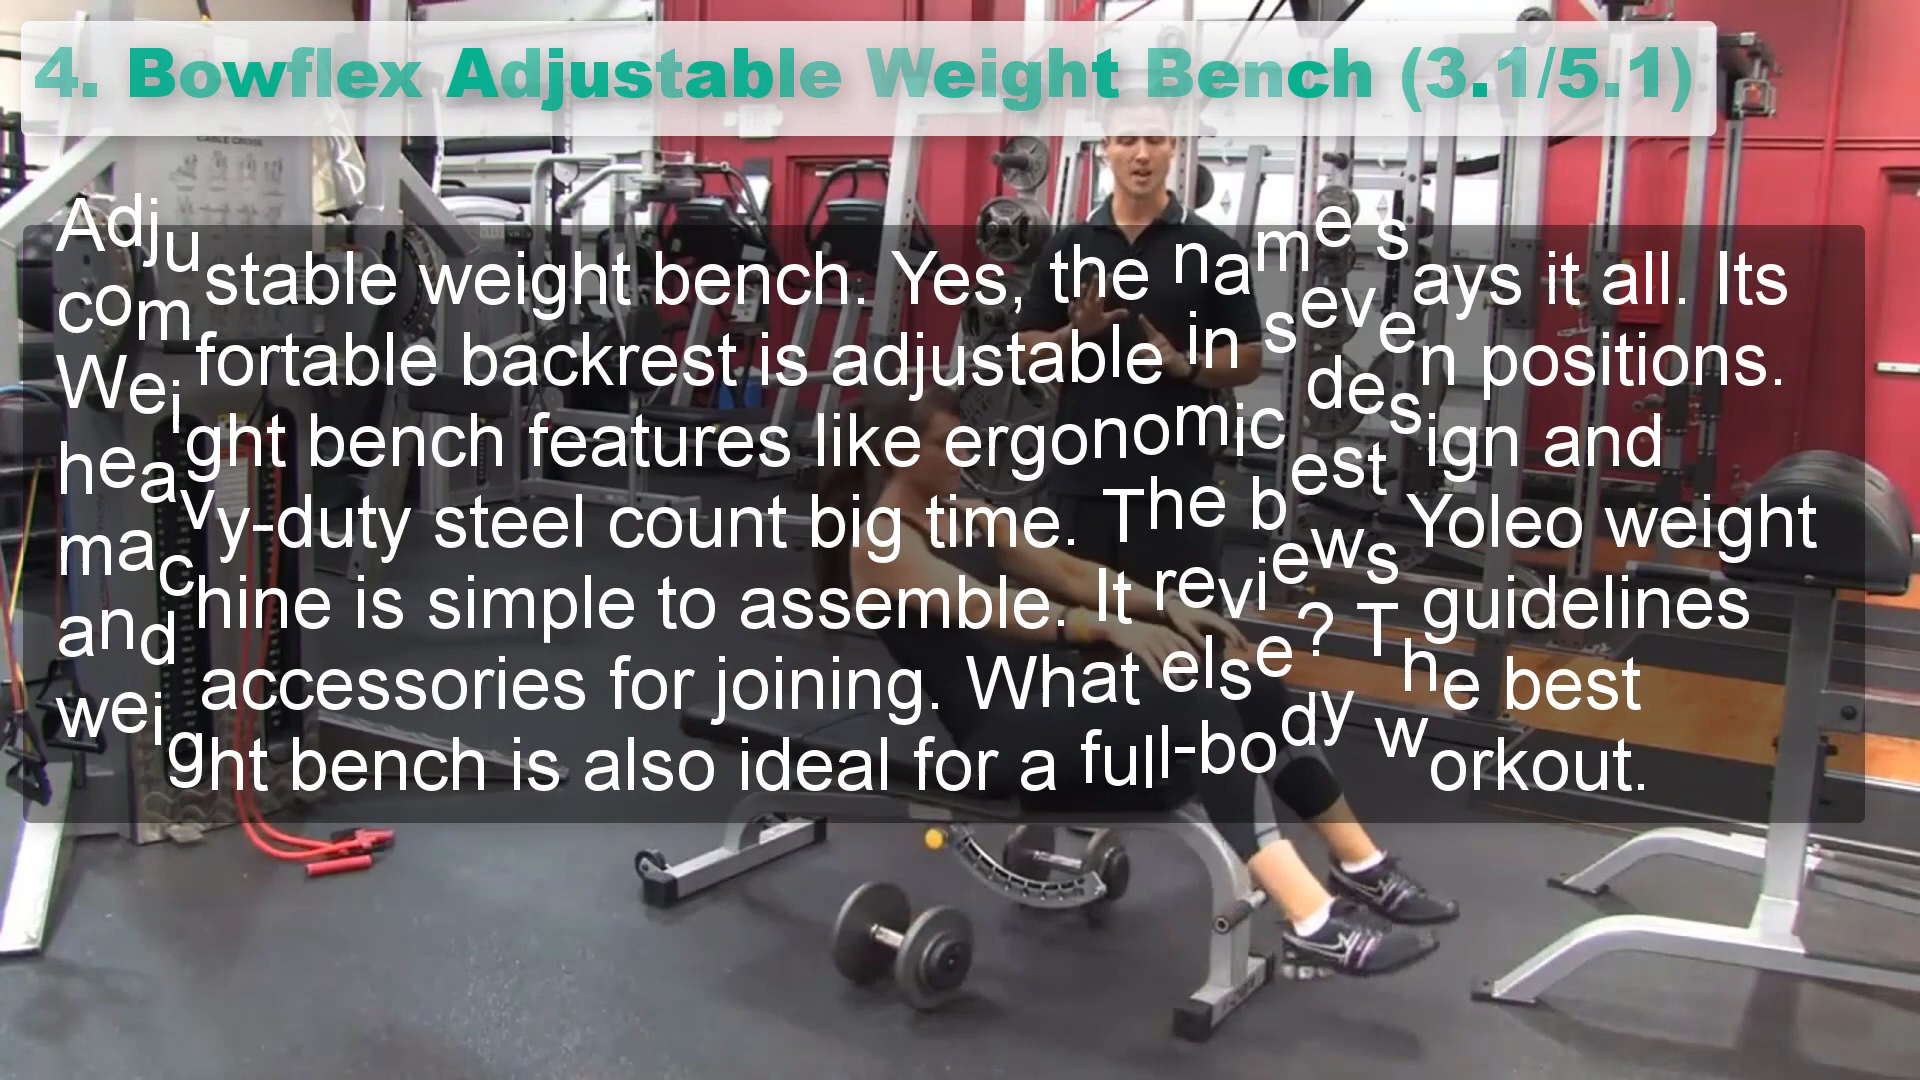 4. Bowflex Adjustable Weight Bench (3.1/5.1)
CABLE CROSS
Adjustable weight bench. Yes, the name says it all. Its
comfortable backrest is adjustable in seven positions.
Weight bench features like ergonomic design and
heavy-duty steel count big time. The best Yoleo weight
machine is simple to assemble. It reviews guidelines
and accessories for joining. What else? The best
weight bench is also ideal for a full-body workout.